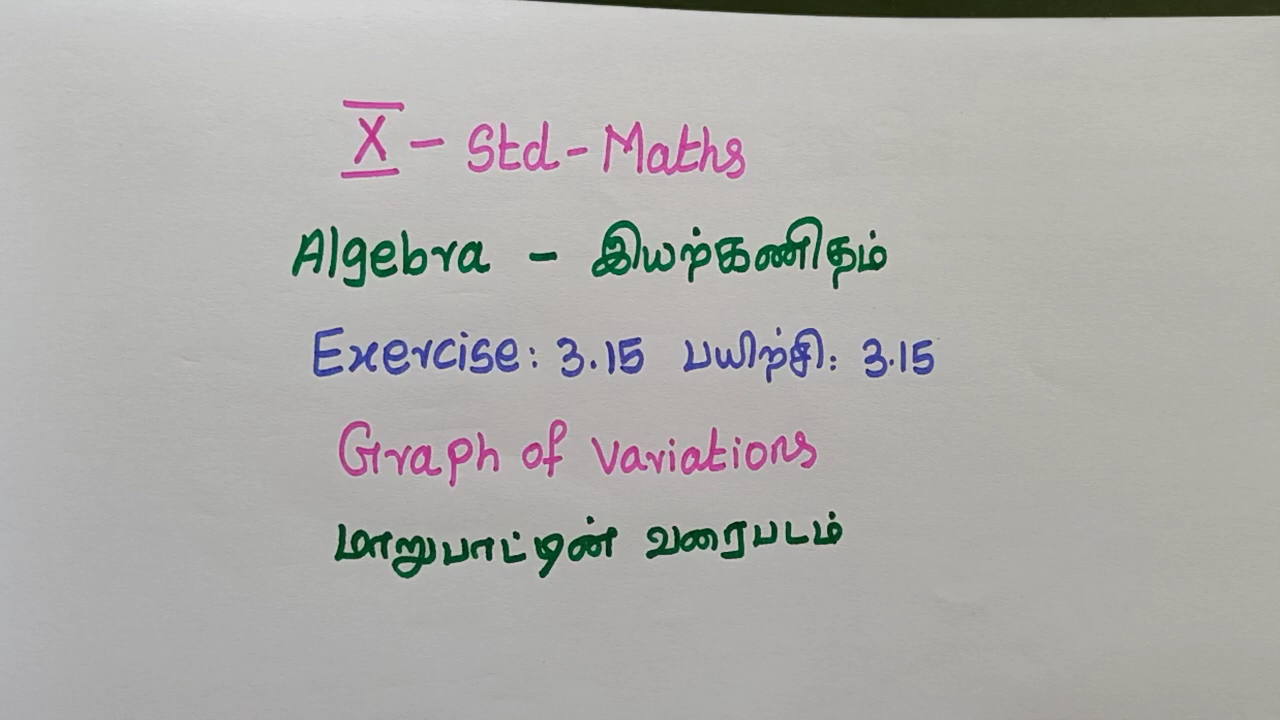 X - Std - Maths
Algebra - இயற்கணிதம்
Exercise: 3.15 பயிற்சி: 3.15
Graph of variations
மாறுபாட்டின் வரைபடம்